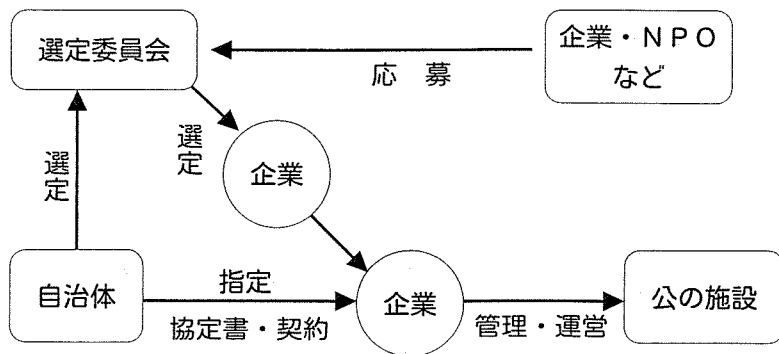 選定委員会
企業・NPO
など
応 募
選定
選定
企業
自治体
指定
協定書・契約
企業
管理・運営
公の施設